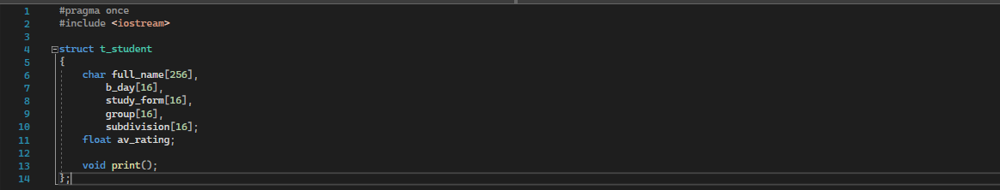 1 #pragma once
2 #include <iostream>
3
4 struct t_student
5 {
6 char full_name[256],
7 b_day[16],
8 study_form[16],
9 group[16],
10 subdivision[16];
11 float av_rating;
12
13 void print();
14 };